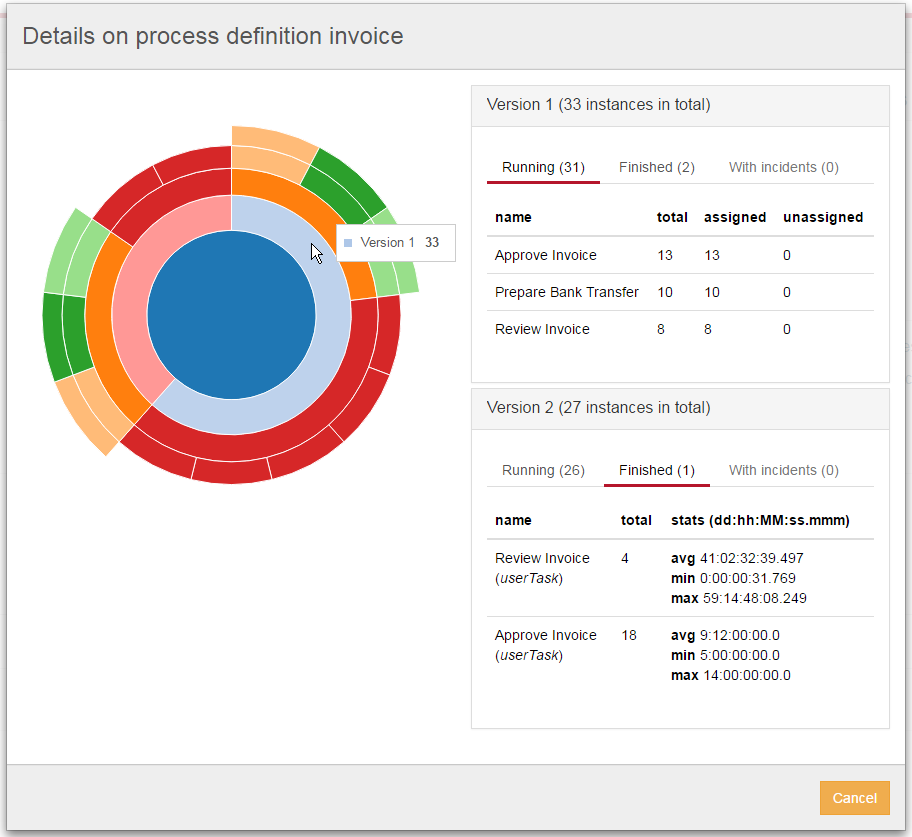 Details on process definition invoice
Version 1 33
Version 1 (33 instances in total)
Running (31) Finished (2) With incidents (0)
name total assigned unassigned
Approve Invoice 13 13 0
Prepare Bank Transfer 10 10 0
Review Invoice 8 8 0
Version 2 (27 instances in total)
Running (26) Finished (1) With incidents (0)
name total stats (dd:hh:MM:ss.mmm)
Review Invoice 4 avg 41:02:32:39.497
(userTask) min 0:00:00:31.769
max 59:14:48:08.249
Approve Invoice 18 avg 9:12:00:00.0
(userTask) min 5:00:00:00.0
max 14:00:00:00.0
Cancel